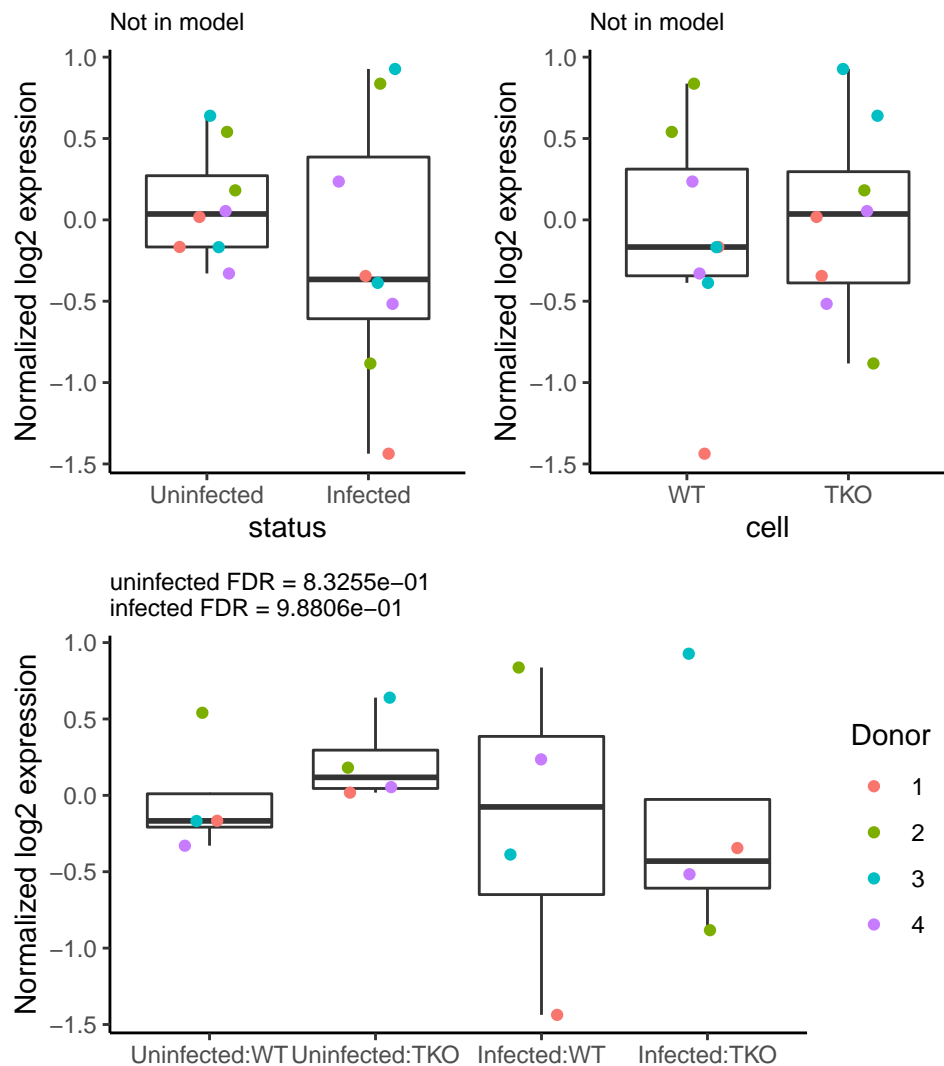 Not in model
1.0
0.5
0.0
−0.5
−1.0
−1.5
Normalized log2 expression
Uninfected Infected
status
Not in model
1.0
0.5
0.0
−0.5
−1.0
−1.5
Normalized log2 expression
WT TKO
cell
uninfected FDR = 8.3255e−01
infected FDR = 9.8806e−01
1.0
0.5
0.0
−0.5
−1.0
−1.5
Normalized log2 expression
Uninfected:WT Uninfected:TKO Infected:WT Infected:TKO
Donor
1
2
3
4